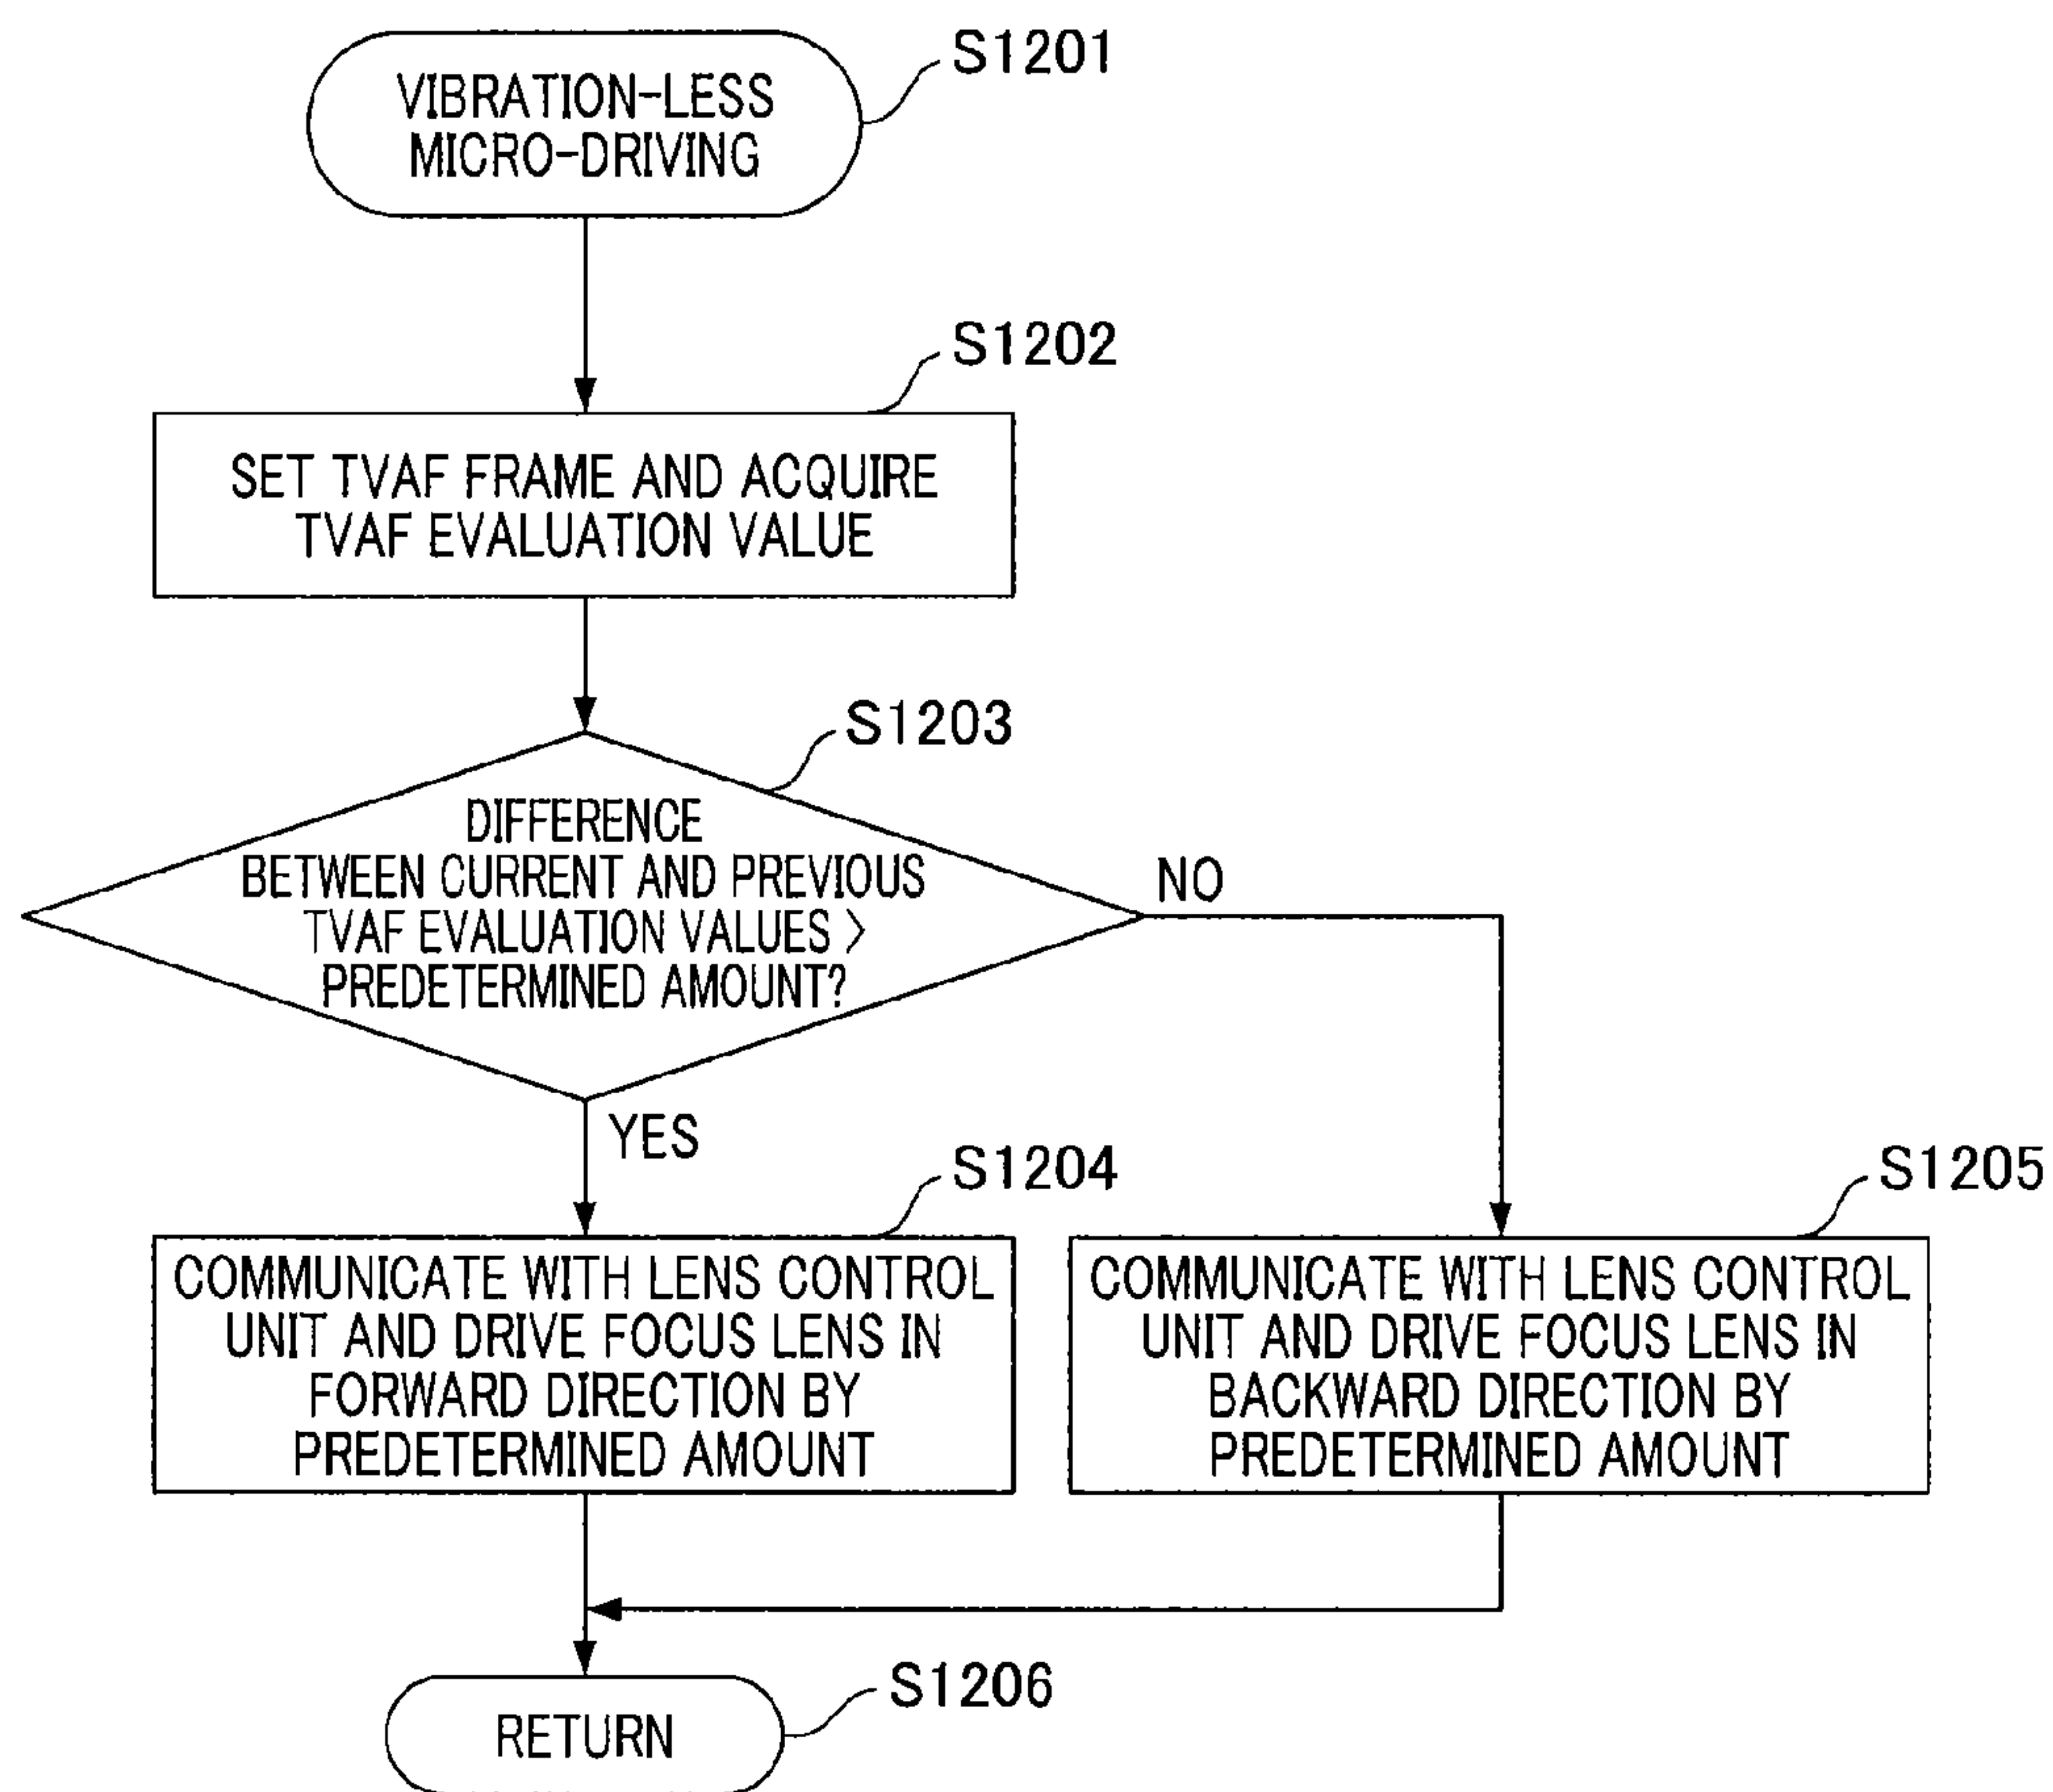 S1201
VIBRATION-LESS
MICRO-DRIVING
S1202
SET TVAF FRAME AND ACQUIRE
TVAF EVALUATION VALUE
S1203
DIFFERENCE
BETWEEN CURRENT AND PREVIOUS
TVAF EVALUATION VALUES >
PREDETERMINED AMOUNT?
NO
YES
S1204
COMMUNICATE WITH LENS CONTROL
UNIT AND DRIVE FOCUS LENS IN
FORWARD DIRECTION BY
PREDETERMINED AMOUNT
S1205
COMMUNICATE WITH LENS CONTROL
UNIT AND DRIVE FOCUS LENS IN
BACKWARD DIRECTION BY
PREDETERMINED AMOUNT
S1206
RETURN